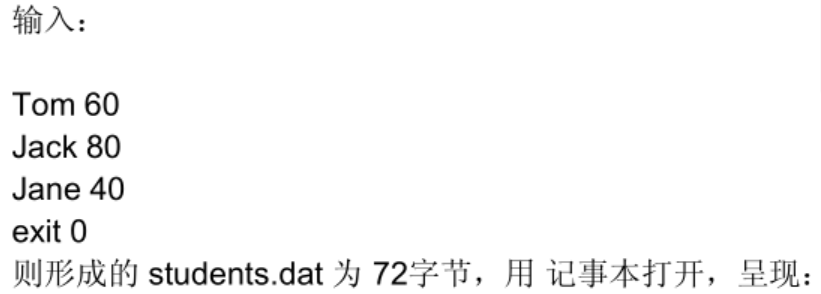 输入：
Tom 60
Jack 80
Jane 40
exit 0
则形成的 students.dat 为 72字节，用 记事本打开，呈现：